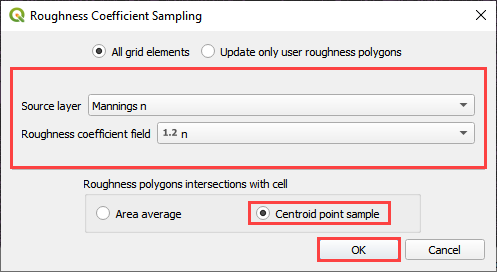 Roughness Coefficient Sampling
All grid elements Update only user roughness polygons
Source layer Mannings n
Roughness coefficient field 1.2 n
Roughness polygons intersections with cell
Area average Centroid point sample
OK Cancel